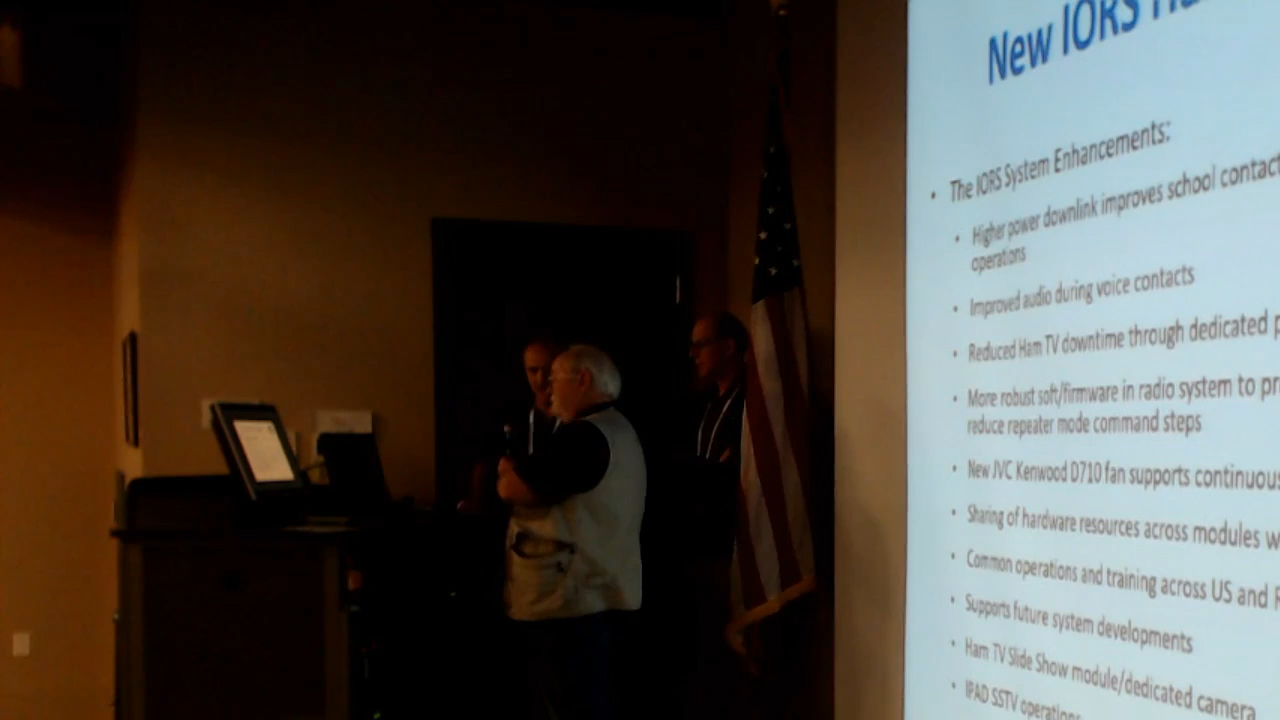 New IORS
• The IORS System Enhancements:
• Higher power downlink improves school contact
operations
• Improved audio during voice contacts
• Reduced Ham TV downtime through dedicated
• More robust soft/firmware in radio system to
reduce repeater mode command steps
• New JVC Kenwood D710 fan supports continuous
• Sharing of hardware resources across modules
• Common operations and training across US and
• Supports future system developments
• Ham TV Slide Show module/dedicated camera
• IPAD SSTV operations